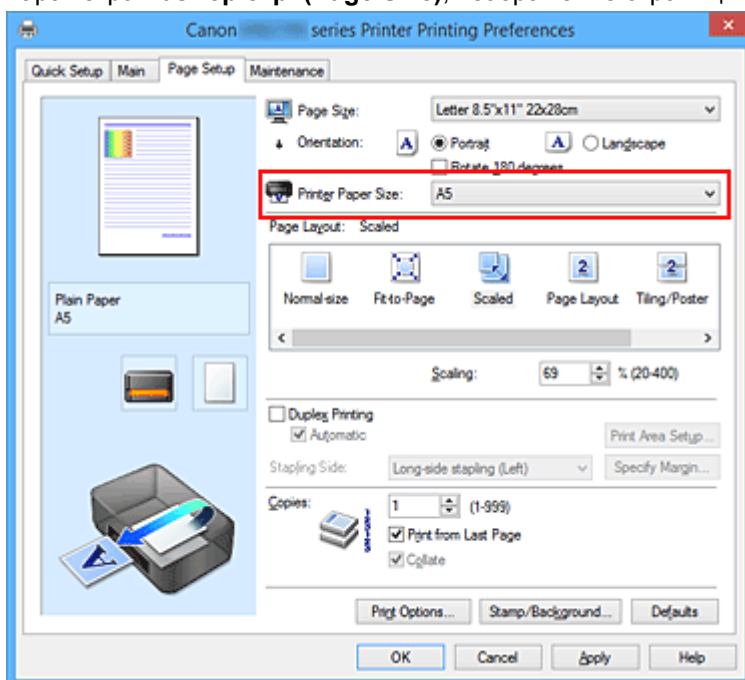 (Page Size),
Canon series Printer Printing Preferences
Quick Setup Main Page Setup Maintenance
Page Size: Letter 8.5"x11" 22x28cm
Orientation: A Portrait A Landscape
Rotate 180 degrees
Printer Paper Size: A5
Page Layout: Scaled
Normal-size Fit-to-Page Scaled Page Layout Tiling/Poster
Plain Paper
A5
Scaling: 69 % (20-400)
Duplex Printing
Automatic
Print Area Setup...
Stapling Side: Long-side stapling (Left) Specify Margin...
Copies: 1 (1-999)
Print from Last Page
Collate
Print Options... Stamp/Background... Defaults
OK Cancel Apply Help